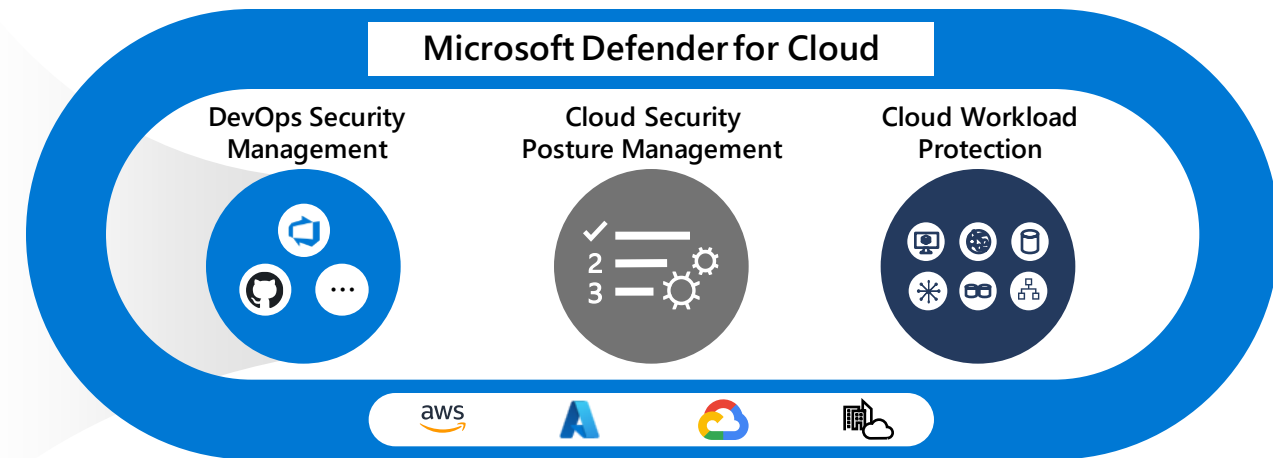 Microsoft Defender for Cloud
DevOps Security
Management
Cloud Security
Posture Management
Cloud Workload
Protection
2
3
aws